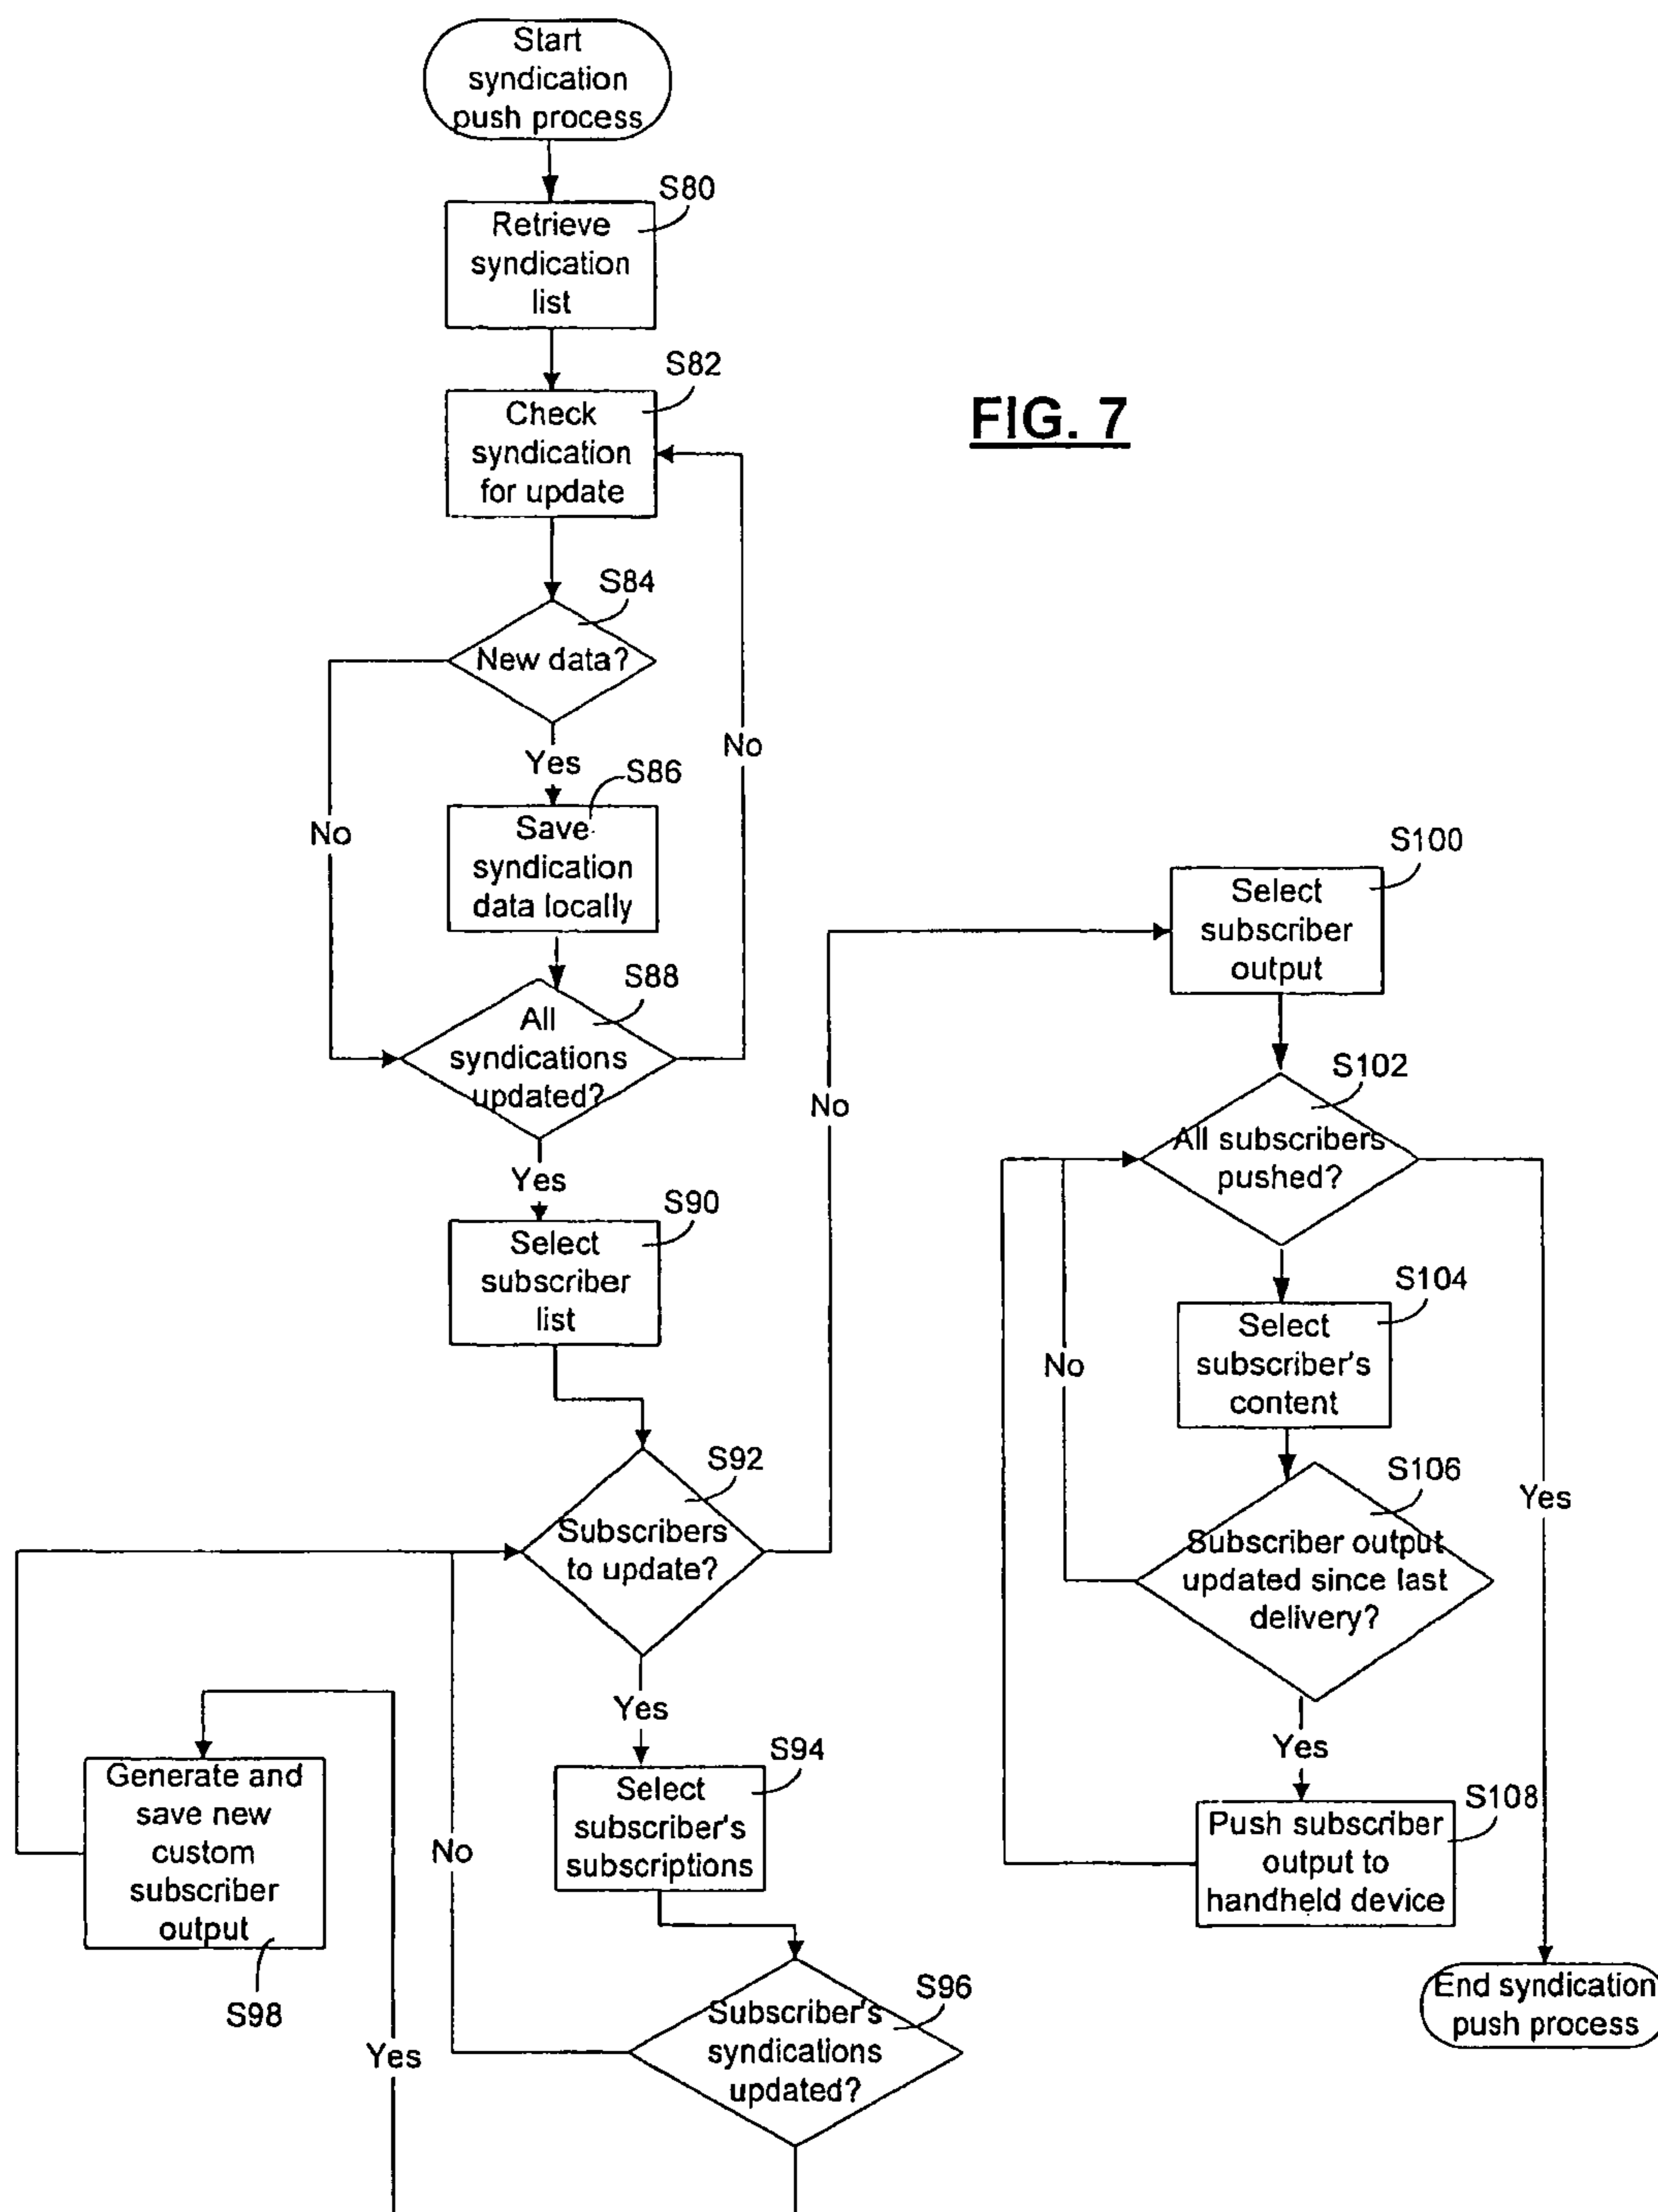 Start
syndication
push process
S80
Retrieve
syndication
list
S82
Check
syndication
for update
FIG. 7
S84
New data?
Yes
No
No
S86
Save
syndication
data locally
S88
All
syndications
updated?
Yes
S90
Select
subscriber
list
S92
Subscribers
to update?
No
Yes
S94
Select
subscriber's
subscriptions
No
S96
Subscriber's
syndications
updated?
Yes
Generate and
save new
custom
subscriber
output
S98
S100
Select
subscriber
output
S102
All subscribers
pushed?
S104
Select
subscriber's
content
No
S106
Subscriber output
updated since last
delivery?
Yes
Yes
S108
Push subscriber
output to
handheld device
End syndication
push process